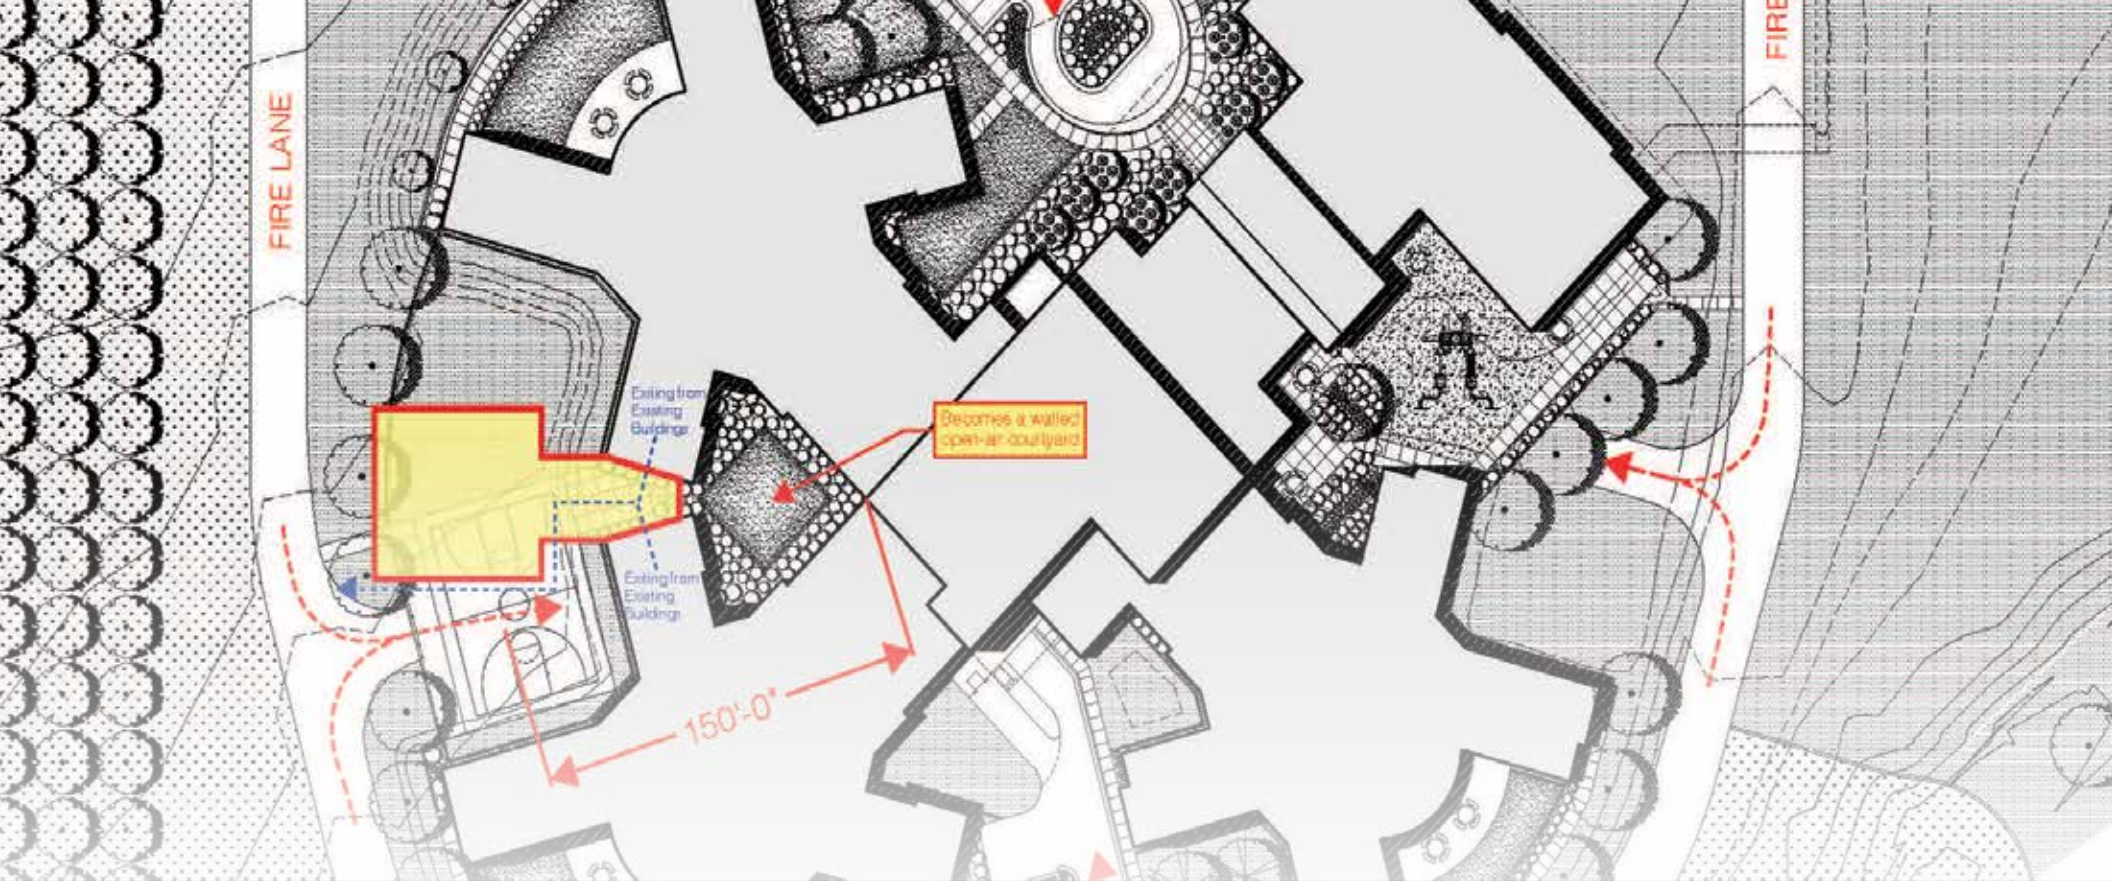 FIRE
FIRE LANE
Exiting from
Existing
Buildings
Becomes a walled
open-air courtyard
Exiting from
Existing
Buildings
150'-0"